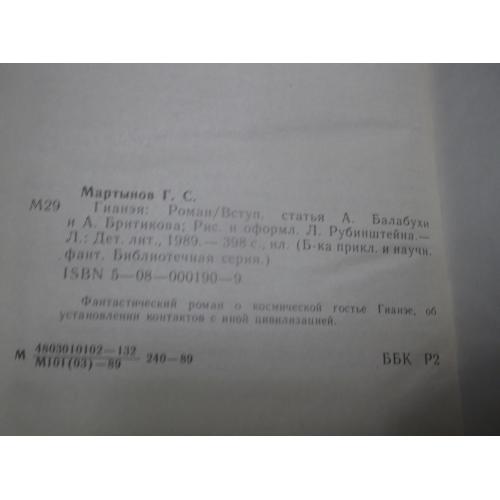 Мартынов Г. С.
М29 Гианэя: Роман/Вступ. статья А. Балабухи
и А. Бритикова; Рис. и оформл. Л. Рубинштейна.—
Л.: Дет. лит., 1989.— 398 с., ил. (Б-ка прикл. и научн.
фант. Библиотечная серия.)
ISBN 5—08—000190—9
Фантастический роман о космической гостье Гианэе, об
установлении контактов с иной цивилизацией.
М 4803010102—132
М101(03)—89 240—89 ББК Р2